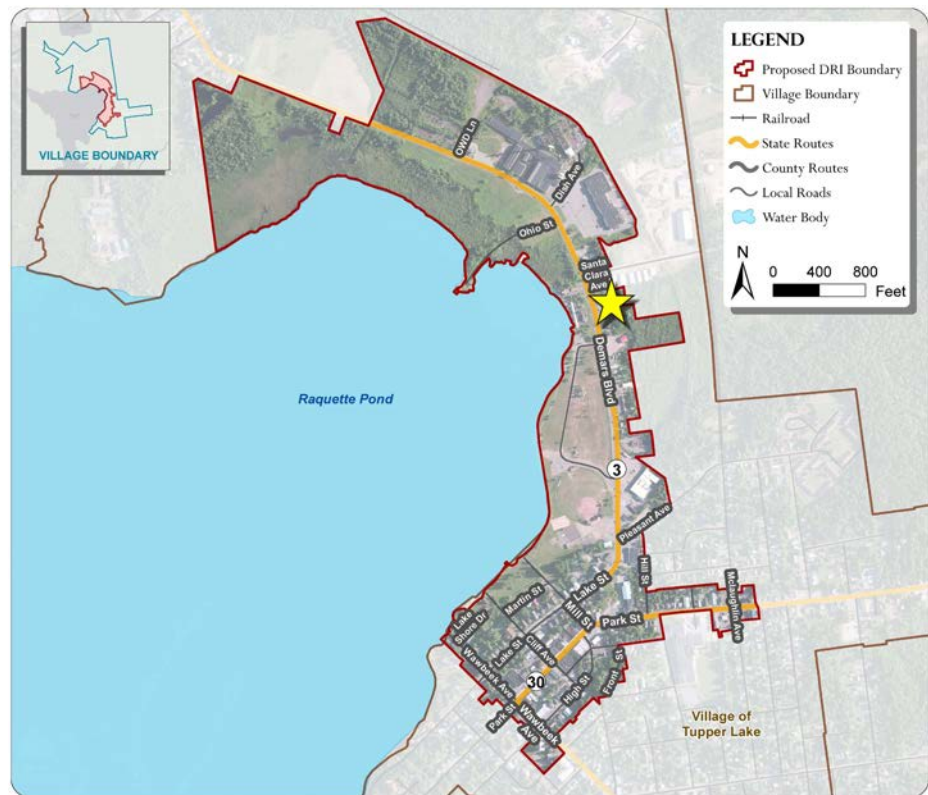 VILLAGE BOUNDARY
LEGEND
Proposed DRI Boundary
Village Boundary
Railroad
State Routes
County Routes
Local Roads
Water Body
N
0 400 800
Feet
OWD Ln
Dish Ave
Ohio St
Santa
Clara
Ave
Demars Blvd
Raquette Pond
3
Pleasant Ave
Hill St
Mclaughlin Ave
Lake St
Martin St
Mill St
Park St
Lake
Shore Dr
Lake St
Cliff Ave
Wawbeek Ave
30
High St
Front St
Park St
Wawbeek
Ave
Village of
Tupper Lake